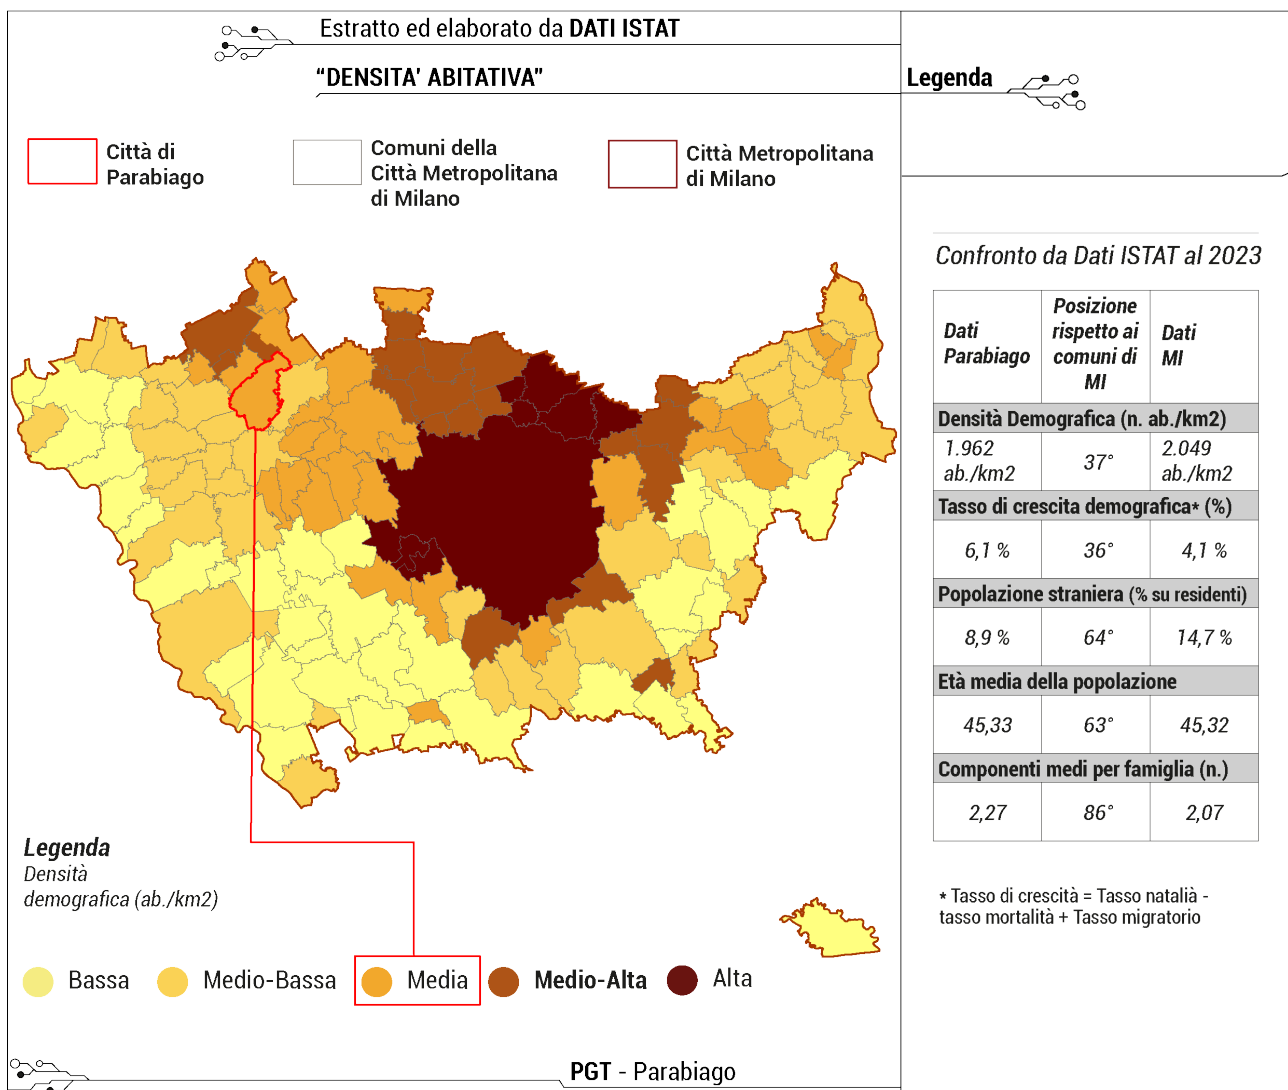 Estratto ed elaborato da DATI ISTAT
“DENSITA' ABITATIVA”
Legenda
Città di
Parabiago
Comuni della
Città Metropolitana
di Milano
Città Metropolitana
di Milano
Confronto da Dati ISTAT al 2023
Dati
Parabiago
Posizione
rispetto ai
comuni di
MI
Dati
MI
Densità Demografica (n. ab./km2)
1.962
ab./km2
37°
2.049
ab./km2
Tasso di crescita demografica* (%)
6,1 %
36°
4,1 %
Popolazione straniera (% su residenti)
8,9 %
64°
14,7 %
Età media della popolazione
45,33
63°
45,32
Componenti medi per famiglia (n.)
2,27
86°
2,07
* Tasso di crescità = Tasso natalià -
tasso mortalità + Tasso migratorio
Legenda
Densità
demografica (ab./km2)
Bassa
Medio-Bassa
Media
Medio-Alta
Alta
PGT - Parabiago